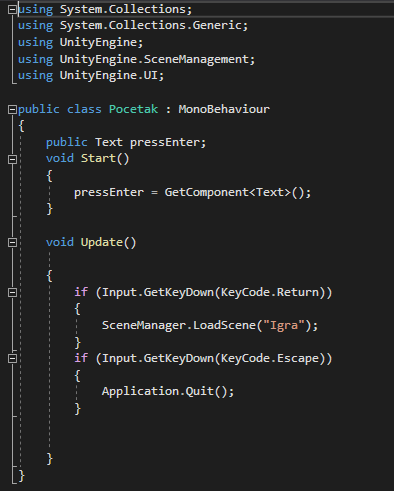 using System.Collections;
using System.Collections.Generic;
using UnityEngine;
using UnityEngine.SceneManagement;
using UnityEngine.UI;
public class Pocetak : MonoBehaviour
{
public Text pressEnter;
void Start()
{
pressEnter = GetComponent<Text>();
}
void Update()
{
if (Input.GetKeyDown(KeyCode.Return))
{
SceneManager.LoadScene("Igra");
}
if (Input.GetKeyDown(KeyCode.Escape))
{
Application.Quit();
}
}
}